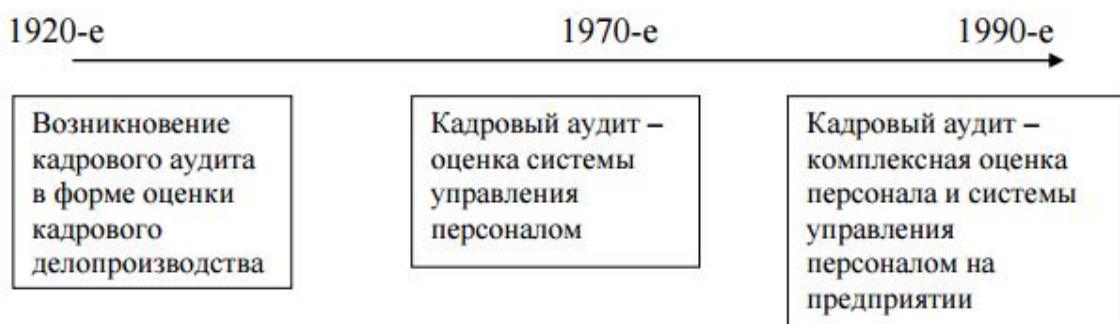 1920-е 1970-е 1990-е
Возникновение
кадрового аудита
в форме оценки
кадрового
делопроизводства
Кадровый аудит –
оценка системы
управления
персоналом
Кадровый аудит –
комплексная оценка
персонала и системы
управления
персоналом на
предприятии